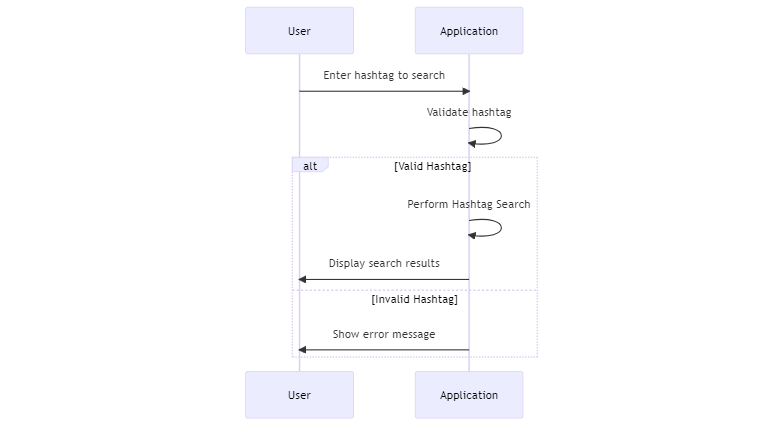 User
Application
Enter hashtag to search
Validate hashtag
alt
[Valid Hashtag]
Perform Hashtag Search
Display search results
[Invalid Hashtag]
Show error message
User
Application